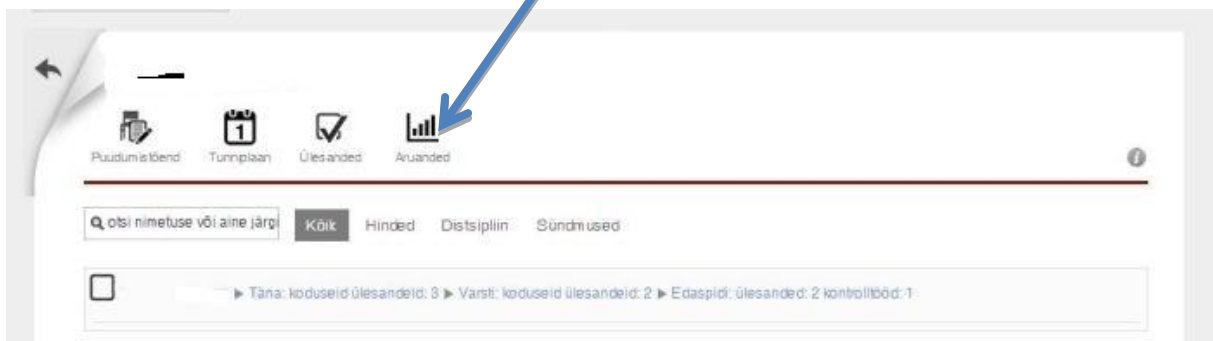 Puudumistõend Tunniplaan Ülesanded Aruanded
otsi nimetuse või aine järgi Kõik Hinded Distsipliin Sündmused
Täna: koduseid ülesandeid: 3 ▶ Varsti: koduseid ülesandeid: 2 ▶ Edaspidi: ülesanded: 2 kontrolltööd: 1